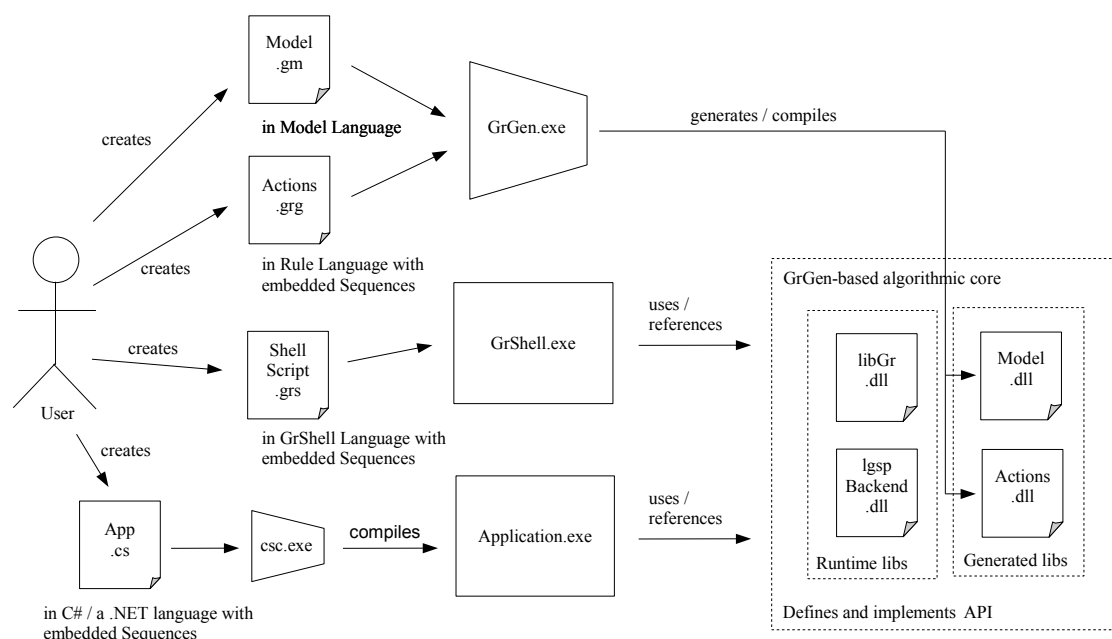 Model
.gm
in Model Language
creates
GrGen.exe
generates / compiles
Actions
.grg
creates
in Rule Language with
embedded Sequences
User
creates
Shell
Script
.grs
in GrShell Language with
embedded Sequences
GrShell.exe
uses /
references
creates
App
.cs
in C# / a .NET language with
embedded Sequences
csc.exe
compiles
Application.exe
uses /
references
GrGen-based algorithmic core
libGr
.dll
lgsp
Backend
.dll
Runtime libs
Model
.dll
Actions
.dll
Generated libs
Defines and implements API